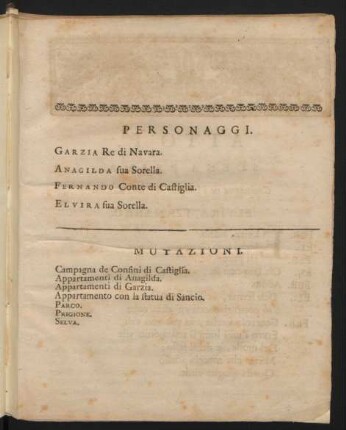 PERSONAGGI.
GARZIA Re di Navara.
ANAGILDA sua Sorella.
FERNANDO Conte di Castiglia.
ELVIRA sua Sorella.
MUTAZIONI.
Campagna de Confini di Castiglia.
Appartamenti di Anagilda.
Appartamenti di Garzia.
Appartamento con la statua di Sancio.
PARCO.
PRIGIONE.
SELVA.